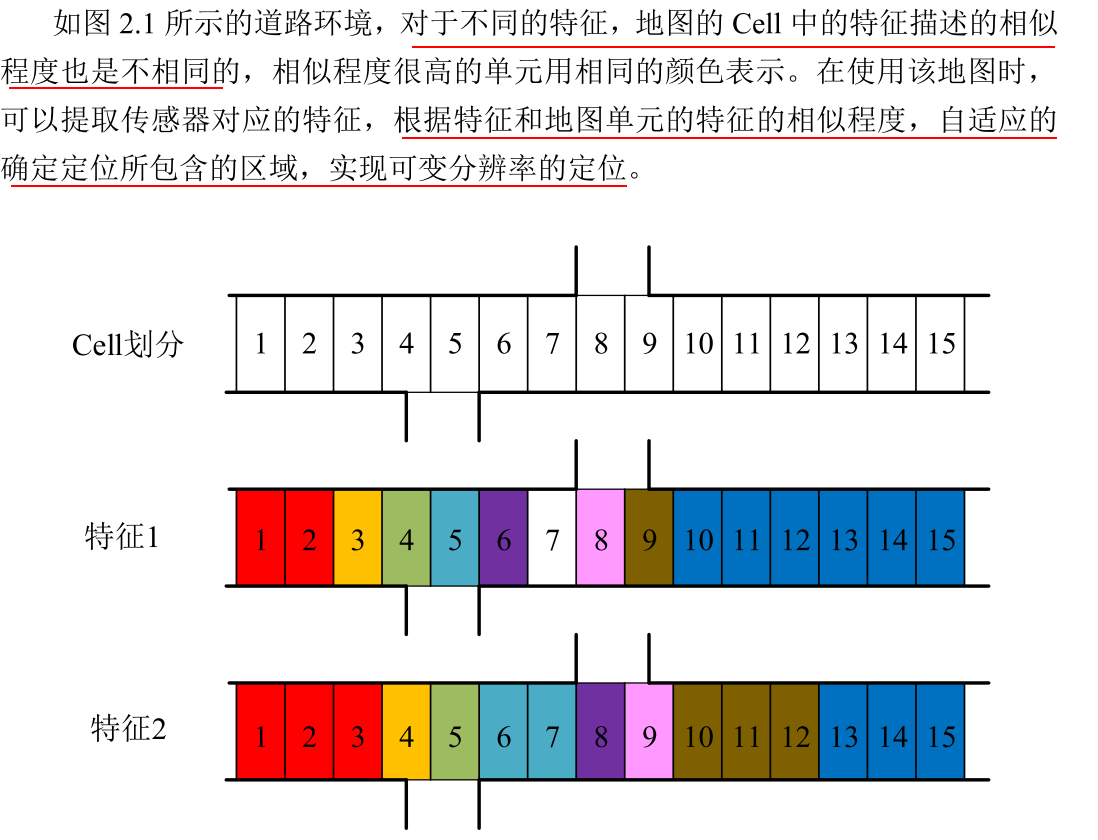 如图 2.1 所示的道路环境，对于不同的特征，地图的 Cell 中的特征描述的相似
程度也是不相同的，相似程度很高的单元用相同的颜色表示。在使用该地图时，
可以提取传感器对应的特征，根据特征和地图单元的特征的相似程度，自适应的
确定定位所包含的区域，实现可变分辨率的定位。
Cell划分 1 2 3 4 5 6 7 8 9 10 11 12 13 14 15
特征1 1 2 3 4 5 6 7 8 9 10 11 12 13 14 15
特征2 1 2 3 4 5 6 7 8 9 10 11 12 13 14 15